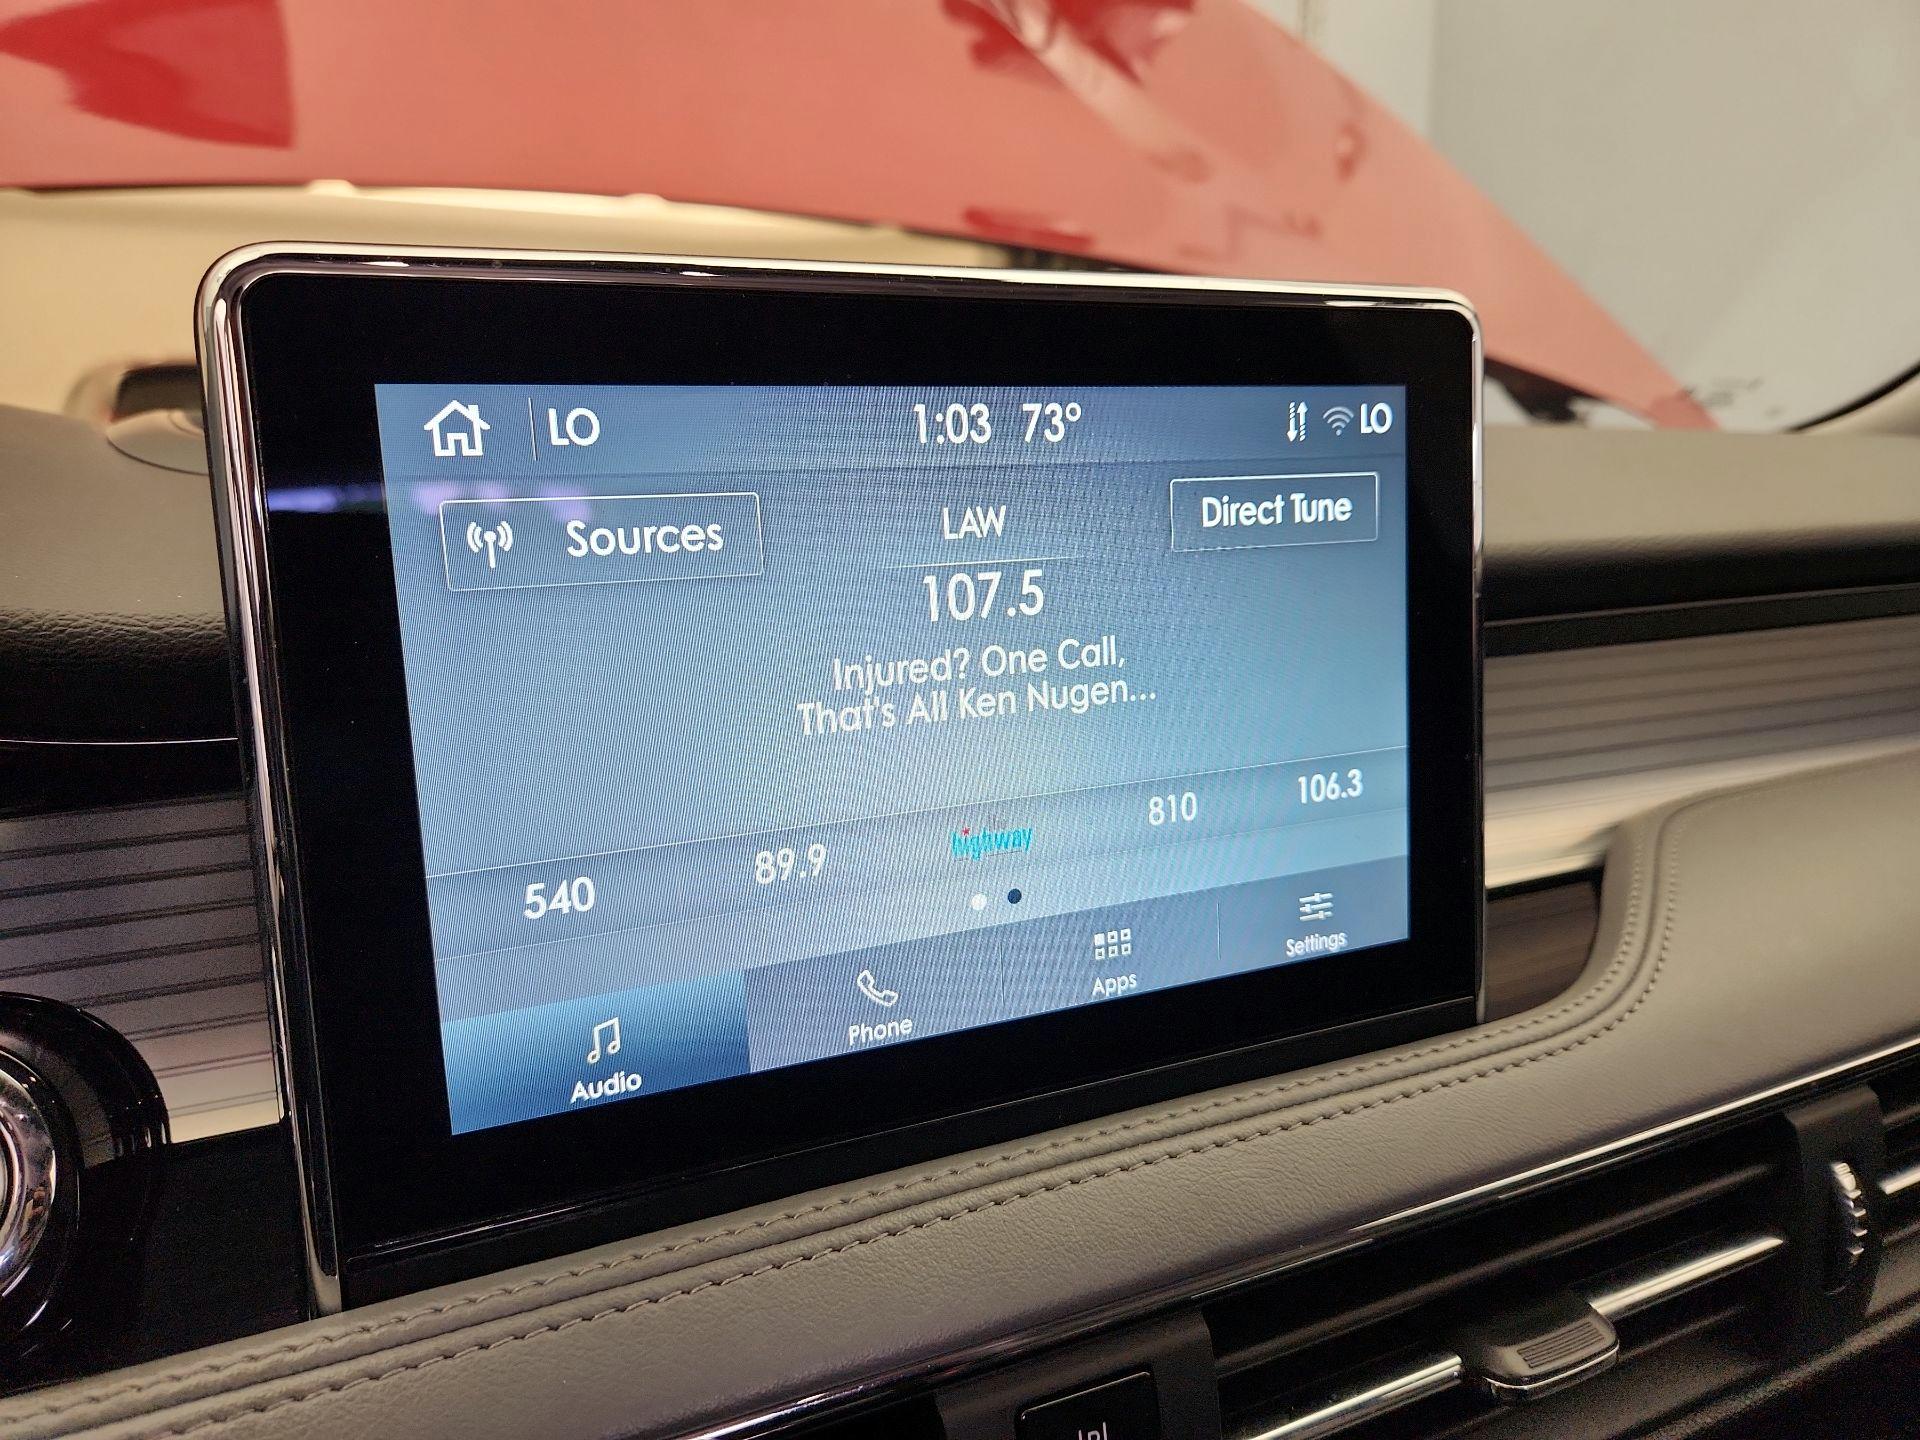 LO 1:03 73° LO
Sources LAW Direct Tune
107.5
Injured? One Call,
That's All Ken Nugen...
540 89.9 highway 810 106.3
Audio Phone Apps Settings